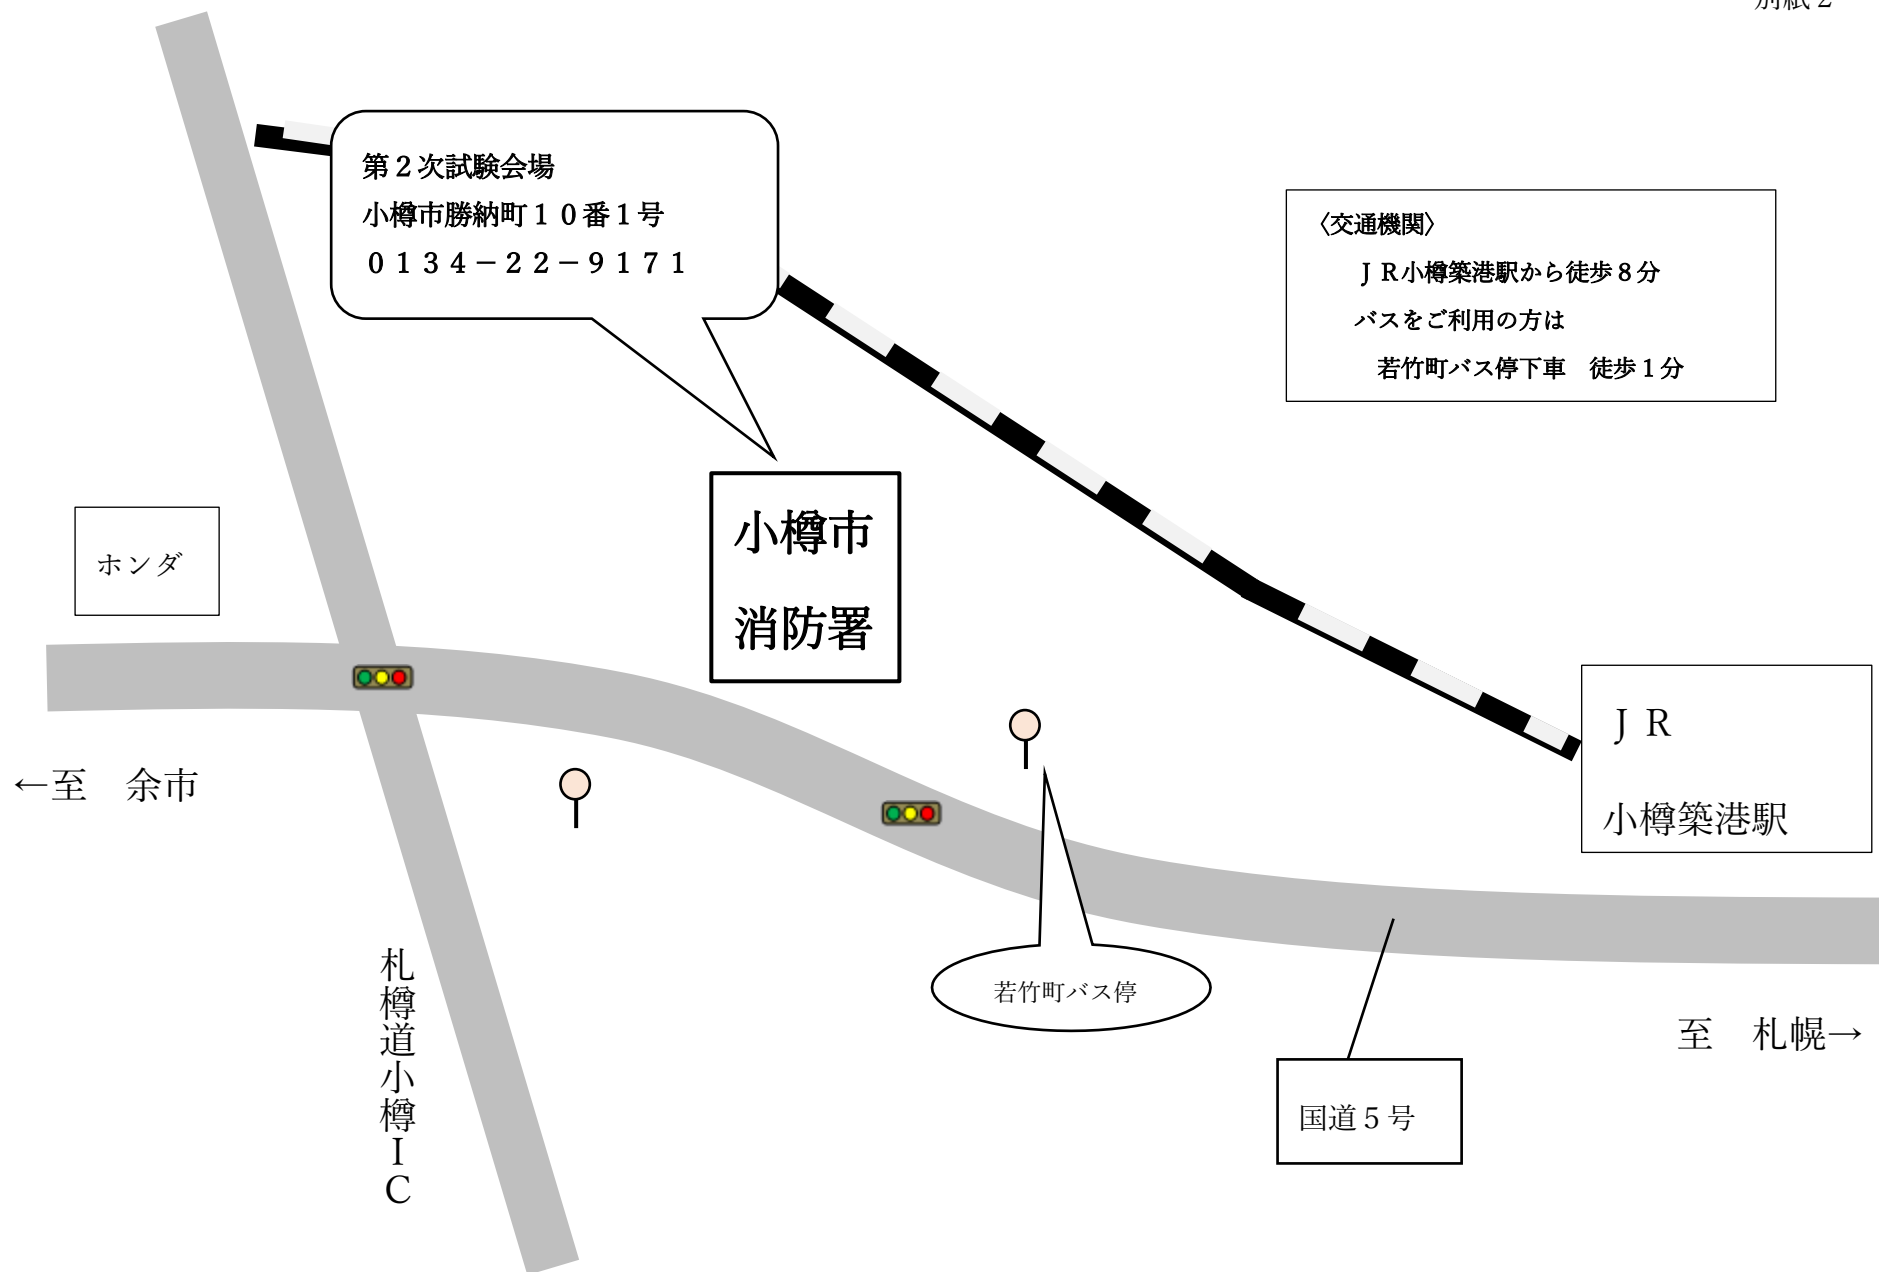 別紙２
第２次試験会場
小樽市勝納町１０番１号
０１３４－２２－９１７１
〈交通機関〉
ＪＲ小樽築港駅から徒歩８分
バスをご利用の方は
若竹町バス停下車　徒歩１分
小樽市
消防署
ホンダ
ＪＲ
小樽築港駅
←至　余市
若竹町バス停
札樽道小樽ＩＣ
至　札幌→
国道５号